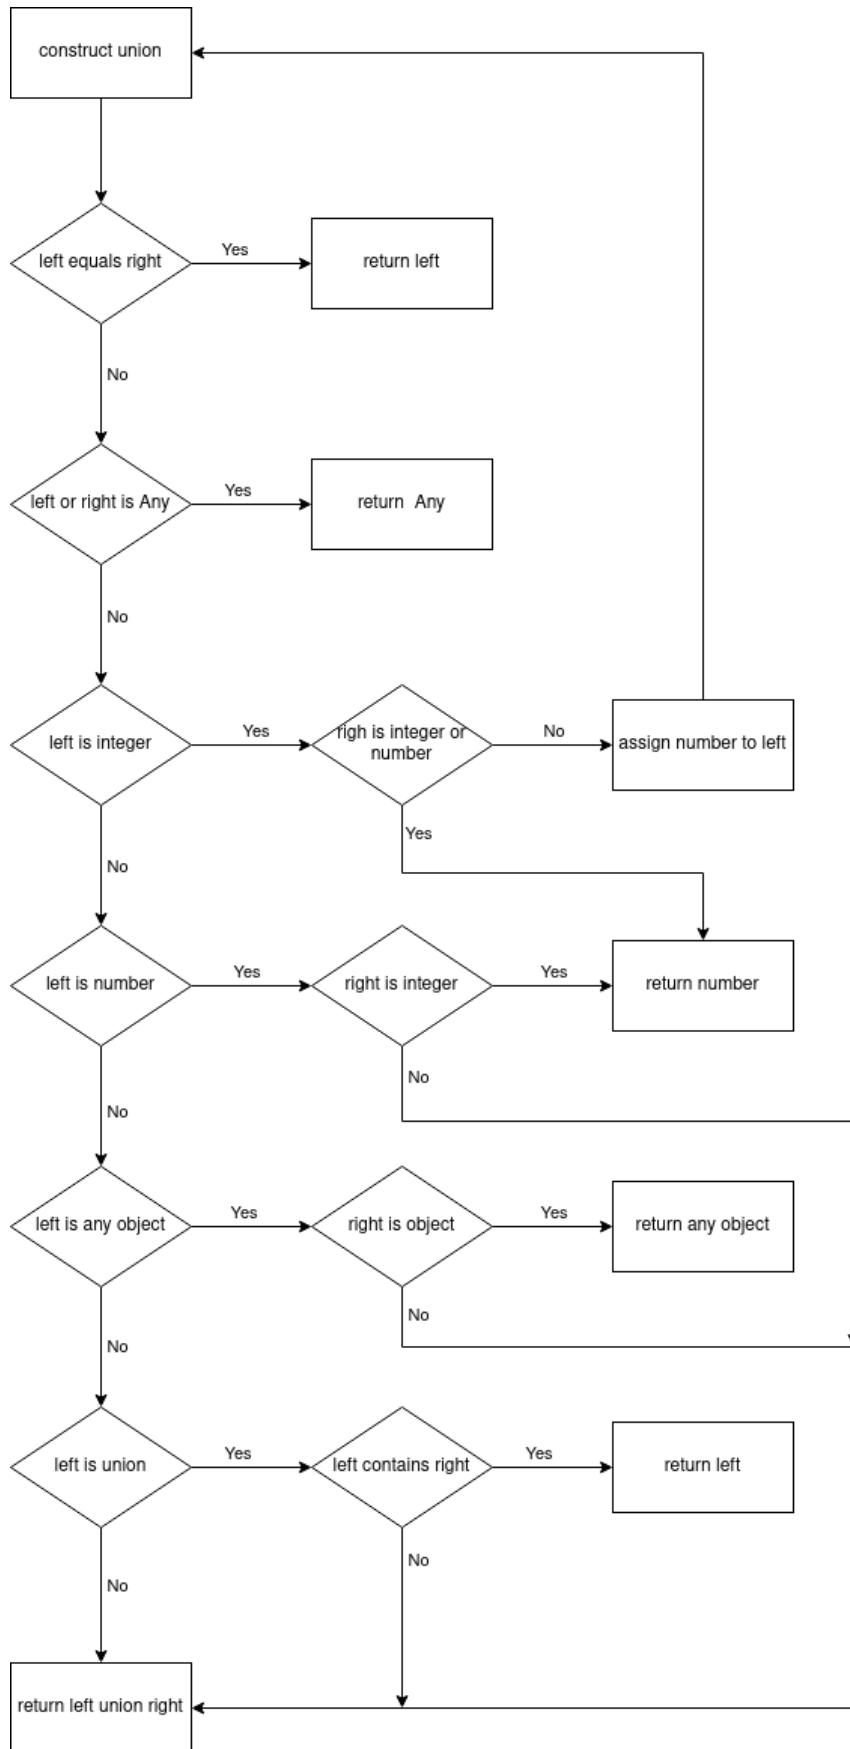 construct union
left equals right
Yes
return left
No
left or right is Any
Yes
return  Any
No
left is integer
Yes
righ is integer or
number
No
assign number to left
Yes
No
left is number
Yes
right is integer
Yes
return number
No
No
left is any object
Yes
right is object
Yes
return any object
No
No
left is union
Yes
left contains right
Yes
return left
No
No
return left union right